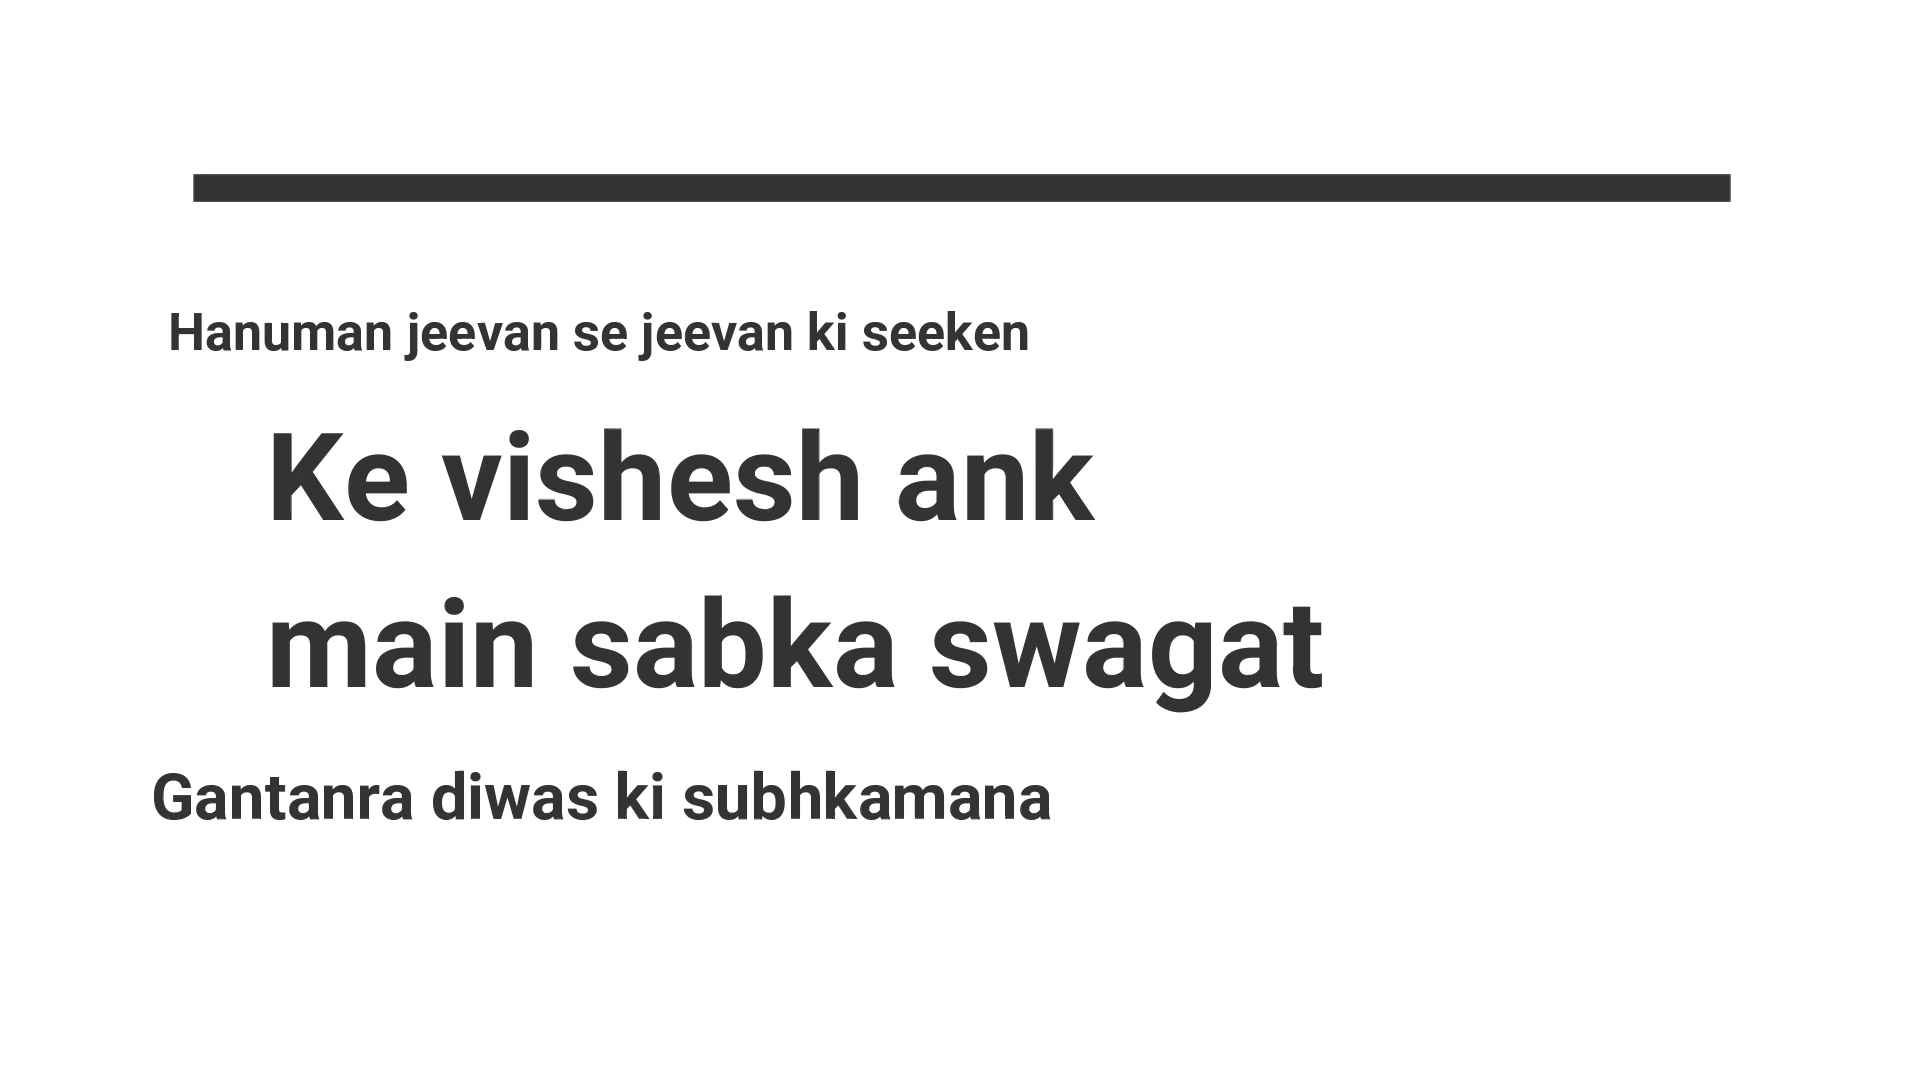 Hanuman jeevan se jeevan ki seeken
Ke vishesh ank
main sabka swagat
Gantanra diwas ki subhkamana